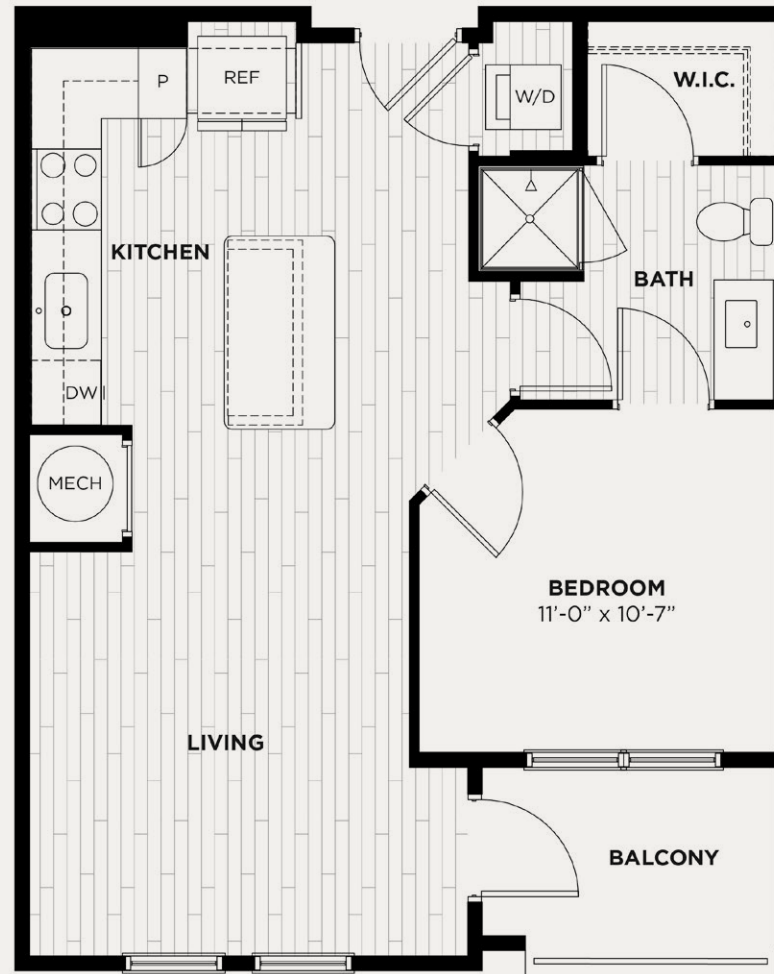 P
REF
W/D
W.I.C.
KITCHEN
BATH
DW
MECH
BEDROOM
11'-0" x 10'-7"
LIVING
BALCONY